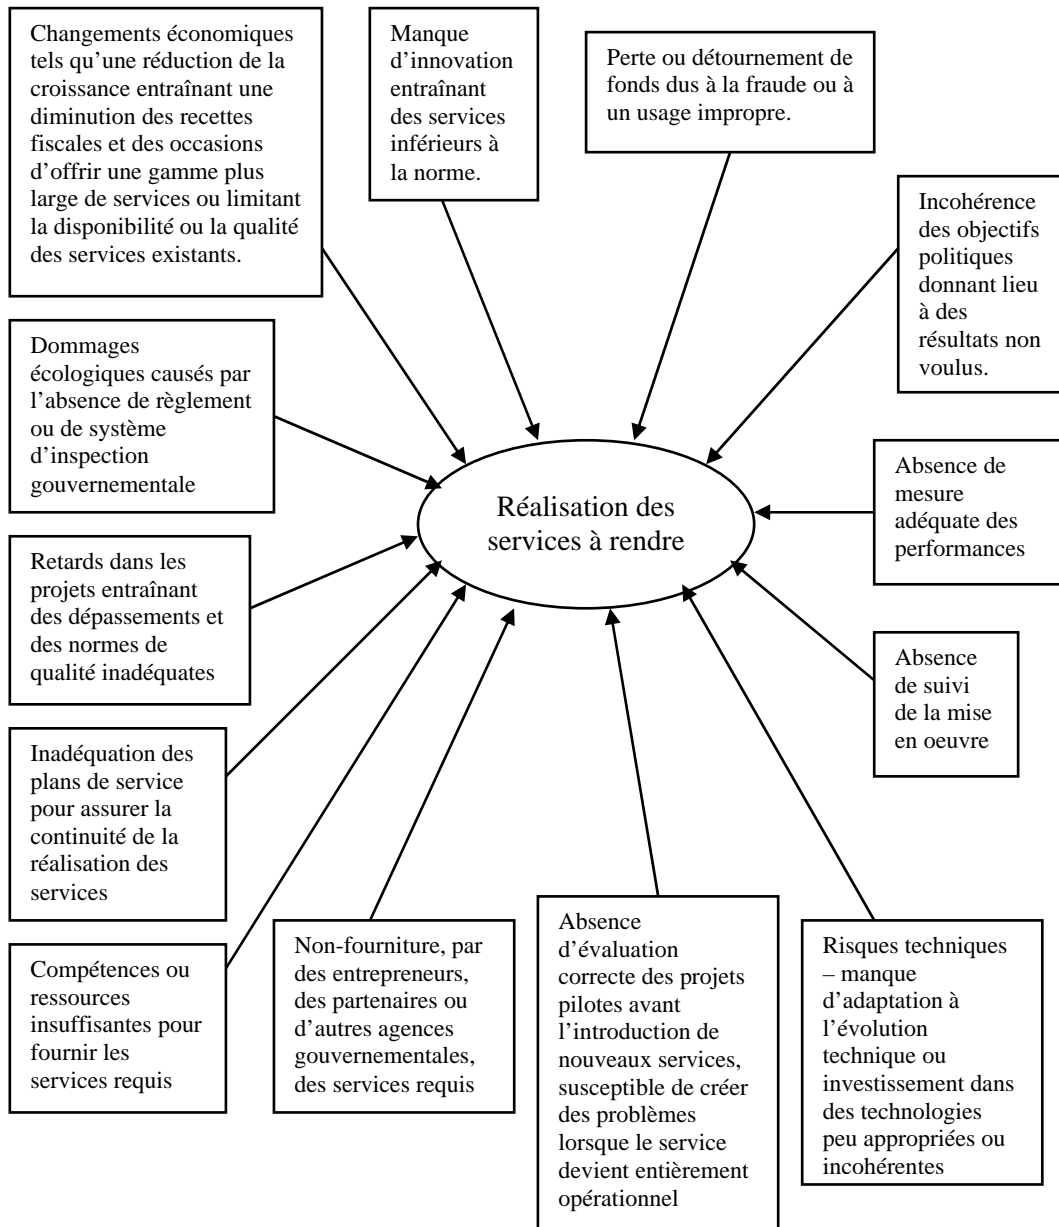 Changements économiques
tels qu’une réduction de la
croissance entraînant une
diminution des recettes
fiscales et des occasions
d’offrir une gamme plus
large de services ou limitant
la disponibilité ou la qualité
des services existants.
Manque
d’innovation
entraînant
des services
inférieurs à
la norme.
Perte ou détournement de
fonds dus à la fraude ou à
un usage impropre.
Incohérence
des objectifs
politiques
donnant lieu
à des
résultats non
voulus.
Dommages
écologiques causés par
l’absence de règlement
ou de système
d’inspection
gouvernementale
Réalisation des
services à rendre
Absence de
mesure
adéquate des
performances
Retards dans les
projets entraînant
des dépassements et
des normes de
qualité inadéquates
Absence
de suivi
de la mise
en oeuvre
Inadéquation des
plans de service
pour assurer la
continuité de la
réalisation des
services
Compétences ou
ressources
insuffisantes pour
fournir les
services requis
Non-fourniture, par
des entrepreneurs,
des partenaires ou
d’autres agences
gouvernementales,
des services requis
Absence
d’évaluation
correcte des projets
pilotes avant
l’introduction de
nouveaux services,
susceptible de créer
des problèmes
lorsque le service
devient entièrement
opérationnel
Risques techniques
– manque
d’adaptation à
l’évolution
technique ou
investissement dans
des technologies
peu appropriées ou
incohérentes